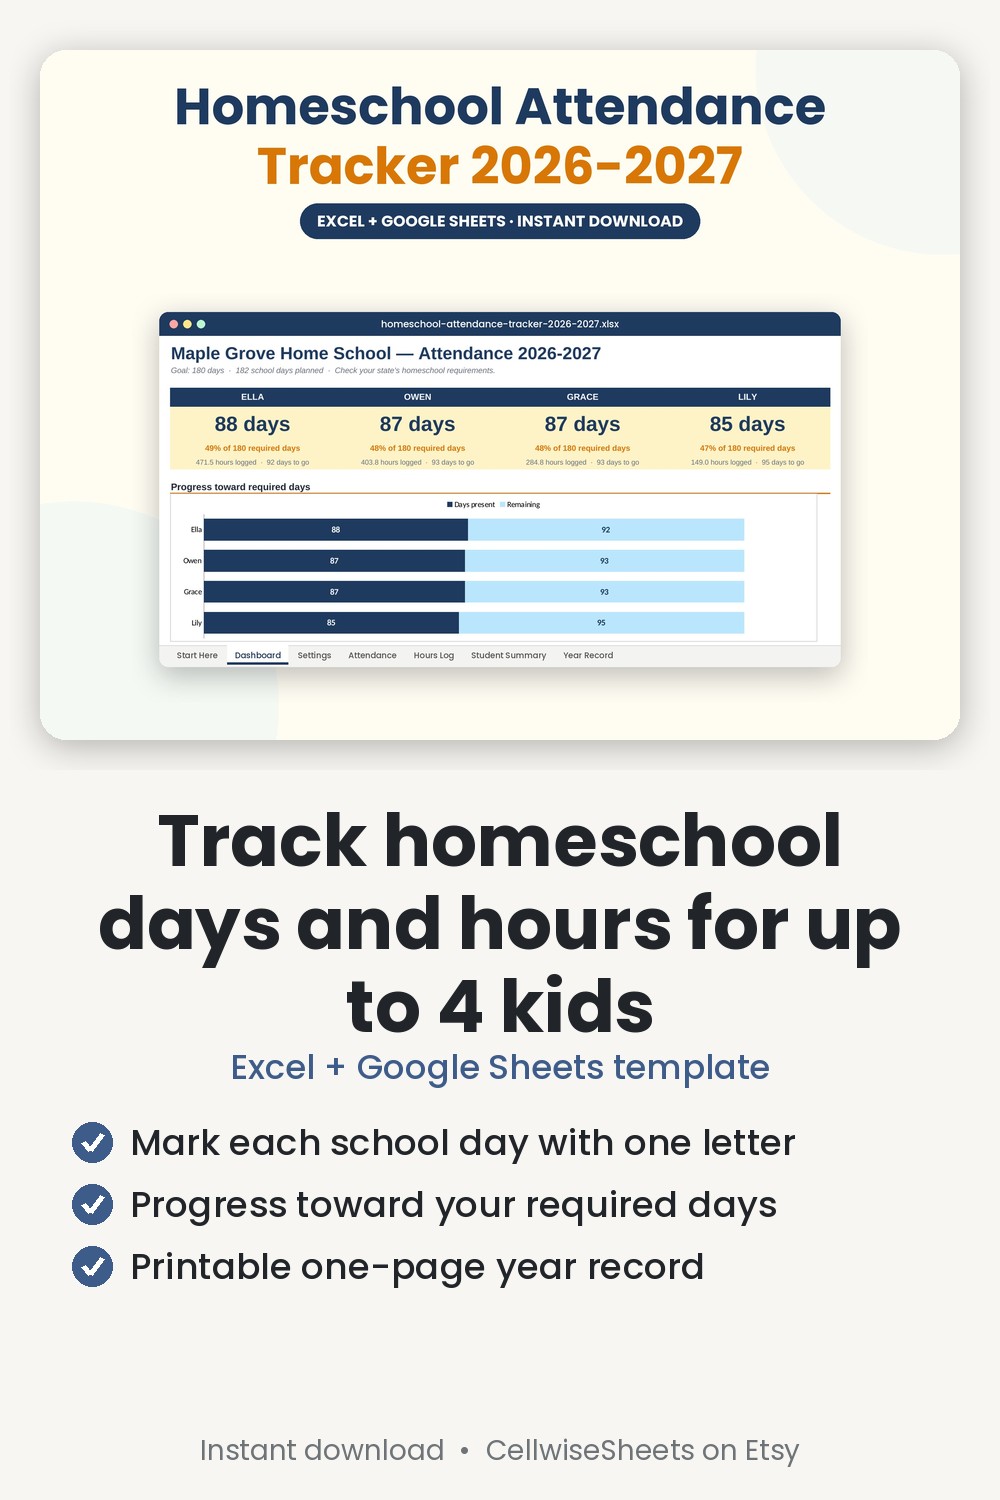 Homeschool Attendance
Tracker 2026-2027
EXCEL + GOOGLE SHEETS · INSTANT DOWNLOAD
homeschool-attendance-tracker-2026-2027.xlsx
Maple Grove Home School — Attendance 2026-2027
Goal: 180 days · 182 school days planned · Check your state's homeschool requirements.
ELLA OWEN GRACE LILY
88 days 87 days 87 days 85 days
49% of 180 required days 48% of 180 required days 48% of 180 required days 47% of 180 required days
471.5 hours logged · 92 days to go 403.8 hours logged · 93 days to go 284.8 hours logged · 93 days to go 149.0 hours logged · 95 days to go
Progress toward required days
Days present Remaining
Ella 88 92
Owen 87 93
Grace 87 93
Lily 85 95
Start Here Dashboard Settings Attendance Hours Log Student Summary Year Record
Track homeschool
days and hours for up
to 4 kids
Excel + Google Sheets template
Mark each school day with one letter
Progress toward your required days
Printable one-page year record
Instant download • CellwiseSheets on Etsy